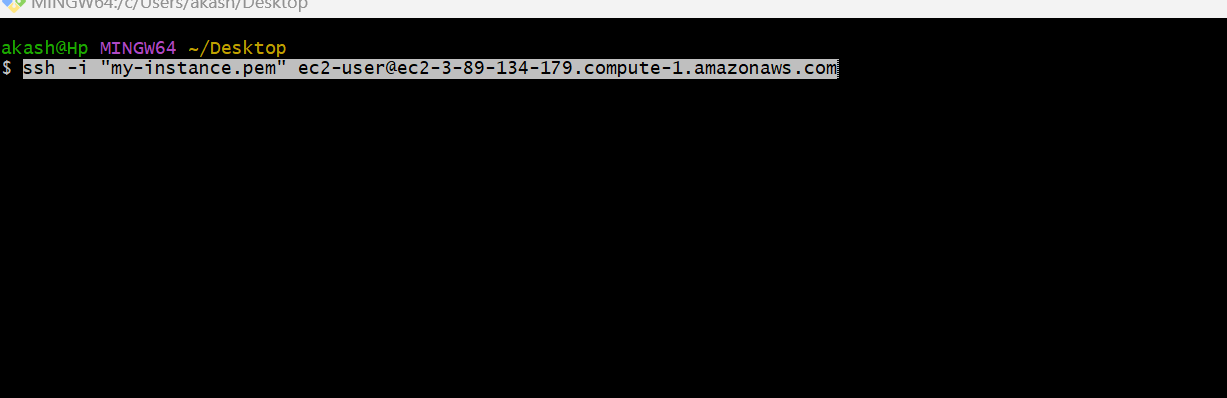 MINGW64:/c/Users/akash/Desktop
akash@Hp MINGW64 ~/Desktop
$ ssh -i "my-instance.pem" ec2-user@ec2-3-89-134-179.compute-1.amazonaws.com